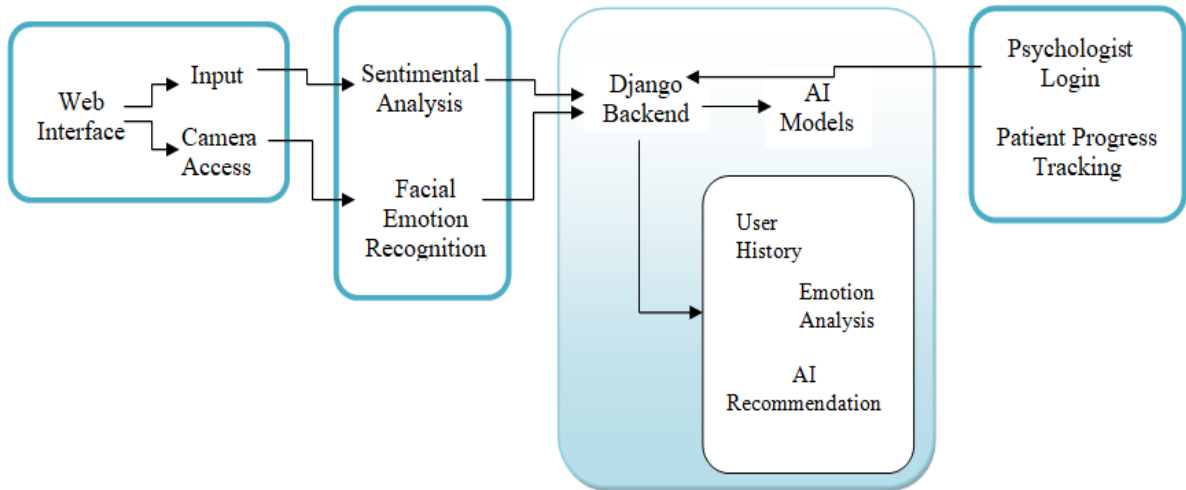 Web
Interface
Input
Camera
Access
Sentimental
Analysis
Facial
Emotion
Recognition
Django
Backend
AI
Models
User
History
Emotion
Analysis
AI
Recommendation
Psychologist
Login
Patient Progress
Tracking